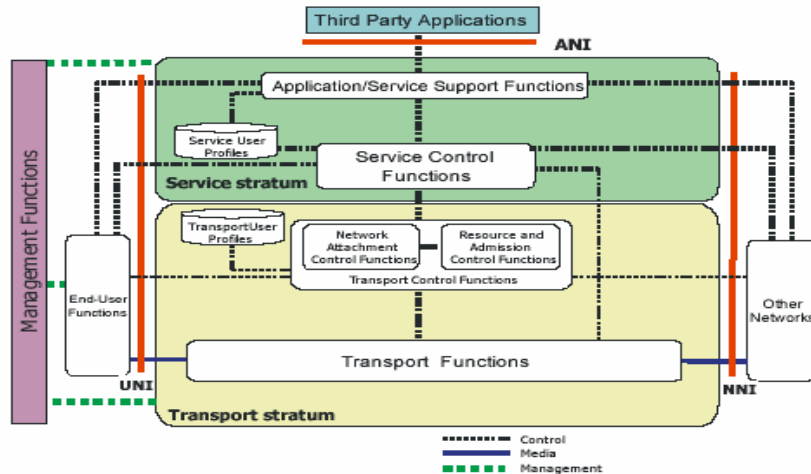 Third Party Applications
ANI
Application/Service Support Functions
Service User
Profiles
Service Control
Functions
Service stratum
Management Functions
TransportUser
Profiles
Network
Attachment
Control Functions
Resource and
Admission
Control Functions
Transport Control Functions
End-User
Functions
Other
Networks
Transport Functions
UNI
NNI
Transport stratum
Control
Media
Management